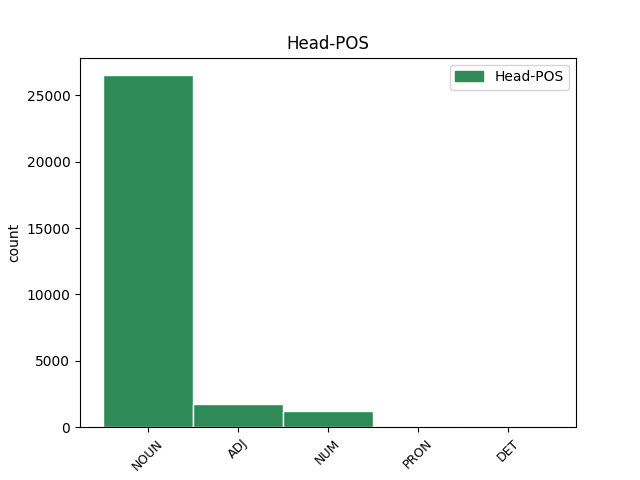 Head-POS
Head-POS
count
25000
20000
15000
10000
5000
0
NOUN
ADJ
NUM
PRON
DET